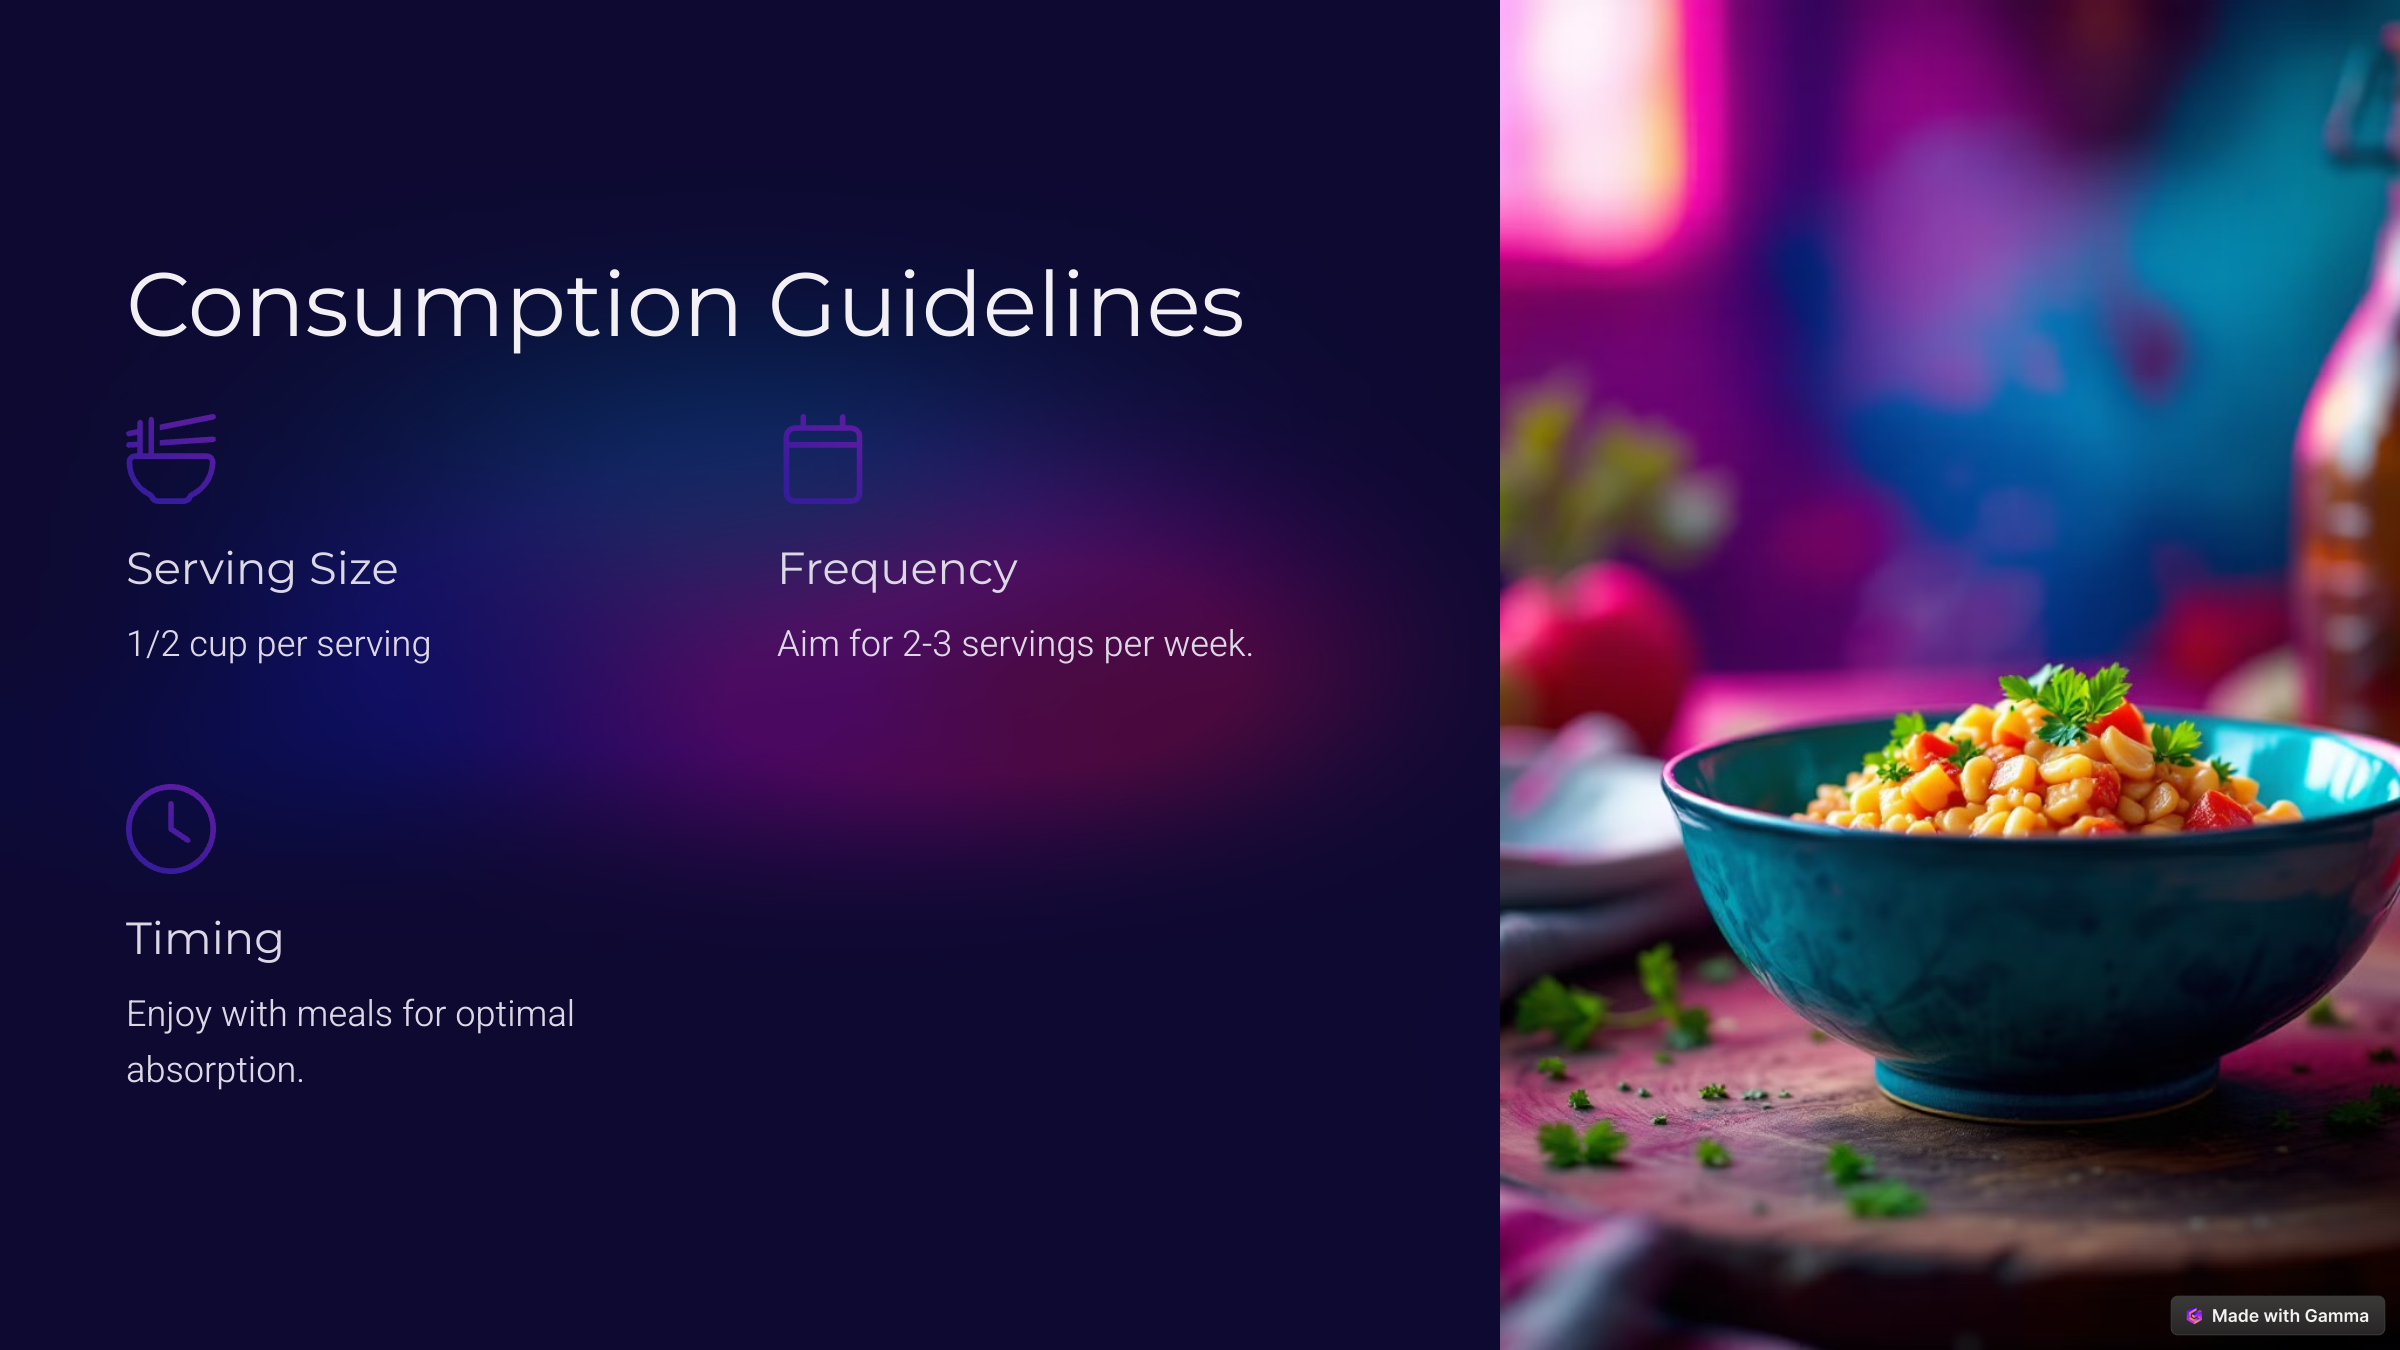 Consumption Guidelines
Serving Size
1/2 cup per serving
Frequency
Aim for 2-3 servings per week.
Timing
Enjoy with meals for optimal
absorption.
Made with Gamma